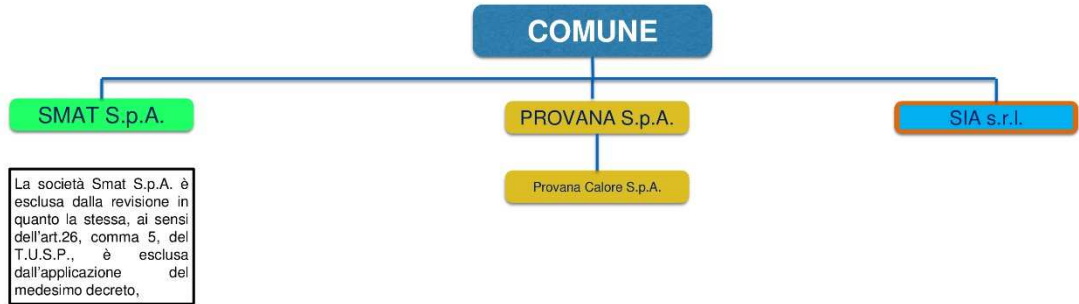 COMUNE
SMAT S.p.A.
PROVANA S.p.A.
SIA s.r.l.
Provana Calore S.p.A.
La società Smat S.p.A. è
esclusa dalla revisione in
quanto la stessa, ai sensi
dell'art.26, comma 5, del
T.U.S.P., è esclusa
dall'applicazione del
medesimo decreto,